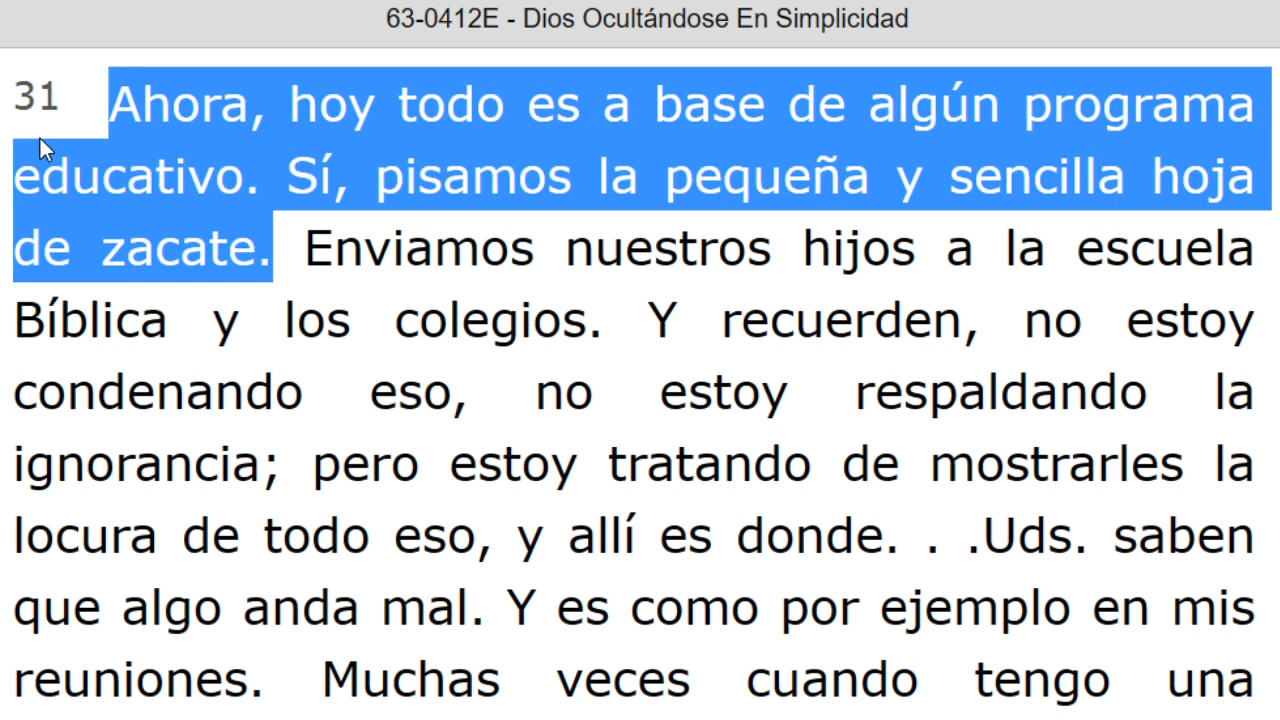 63-0412E - Dios Ocultándose En Simplicidad
31 Ahora, hoy todo es a base de algún programa
educativo. Sí, pisamos la pequeña y sencilla hoja
de zacate. Enviamos nuestros hijos a la escuela
Bíblica y los colegios. Y recuerden, no estoy
condenando eso, no estoy respaldando la
ignorancia; pero estoy tratando de mostrarles la
locura de todo eso, y allí es donde. . .Uds. saben
que algo anda mal. Y es como por ejemplo en mis
reuniones. Muchas veces cuando tengo una